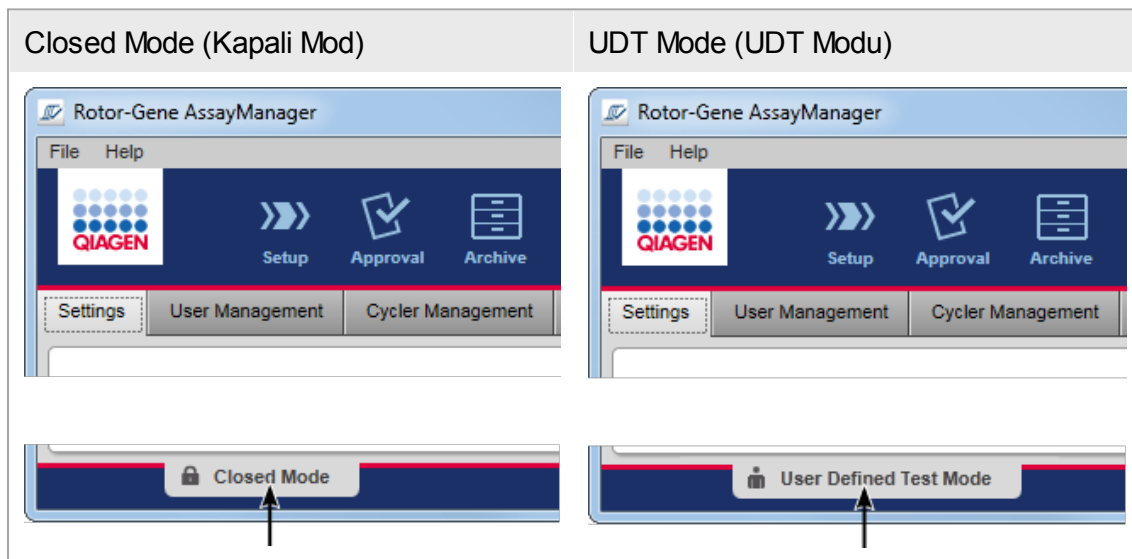 Closed Mode (Kapali Mod)
UDT Mode (UDT Modu)
Rotor-Gene AssayManager
File Help
QIAGEN
Setup Approval Archive
Settings User Management Cycler Management
Closed Mode
Rotor-Gene AssayManager
File Help
QIAGEN
Setup Approval Archive
Settings User Management Cycler Management
User Defined Test Mode